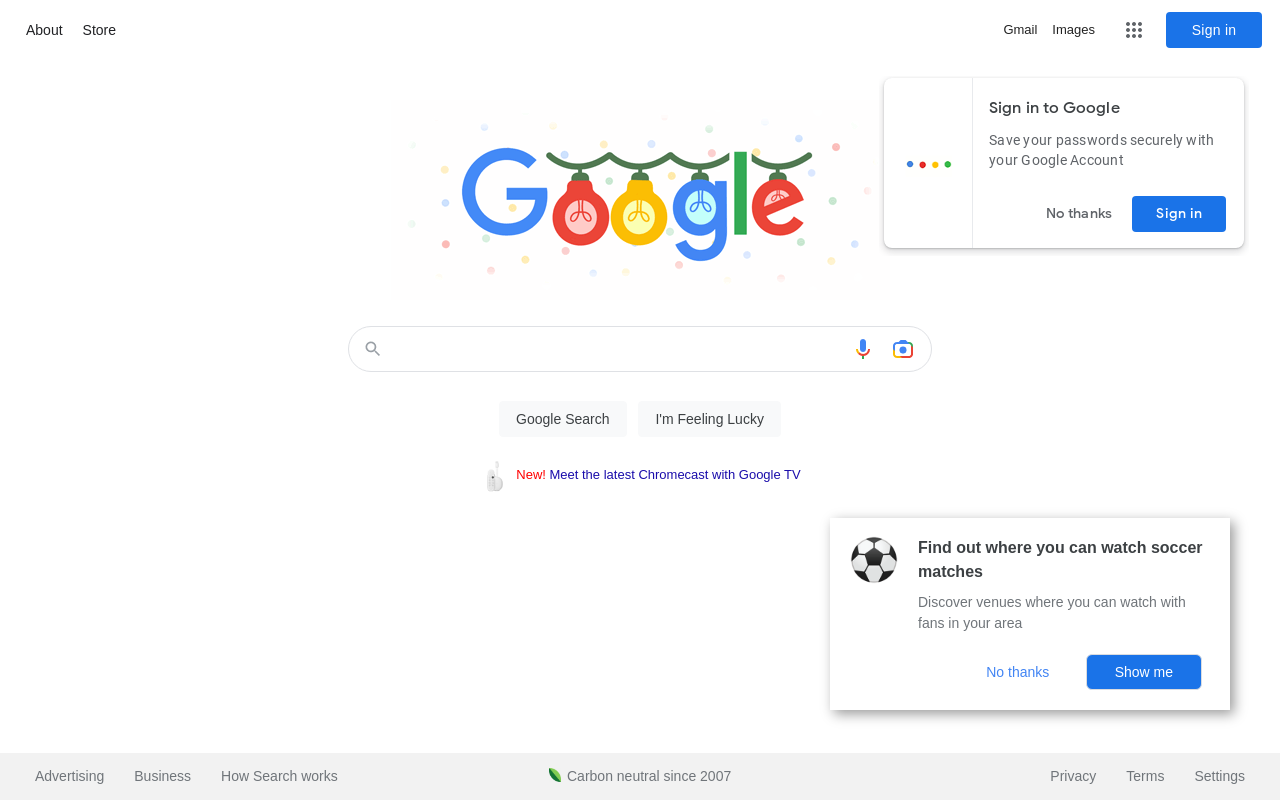 About Store
Gmail Images
Sign in
Google
Sign in to Google
Save your passwords securely with
your Google Account
No thanks
Sign in
Google Search
I'm Feeling Lucky
New! Meet the latest Chromecast with Google TV
Find out where you can watch soccer
matches
Discover venues where you can watch with
fans in your area
No thanks
Show me
Advertising Business How Search works
Carbon neutral since 2007
Privacy Terms Settings